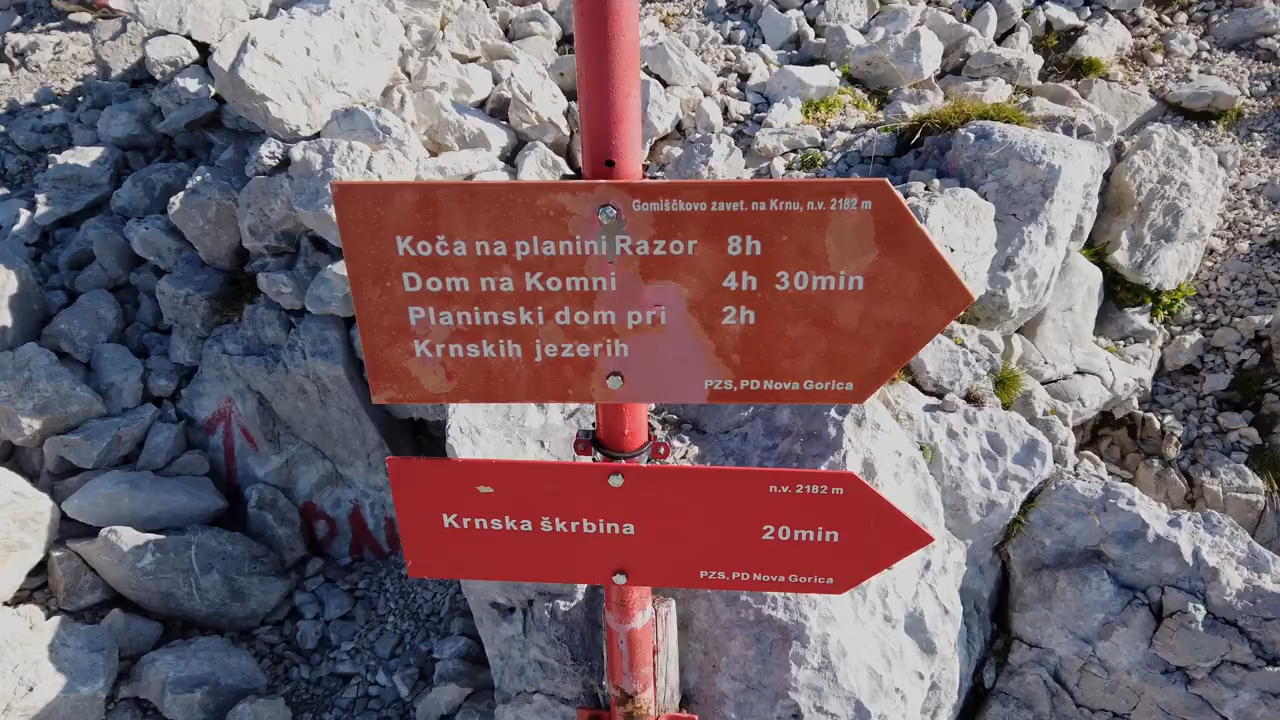 Gomiščkovo zavet. na Krnu, n.v. 2182 m
Koča na planini Razor 8h
Dom na Komni 4h 30min
Planinski dom pri 2h
Krnskih jezerih
PZS, PD Nova Gorica
n.v. 2182 m
Krnska škrbina 20min
PZS, PD Nova Gorica